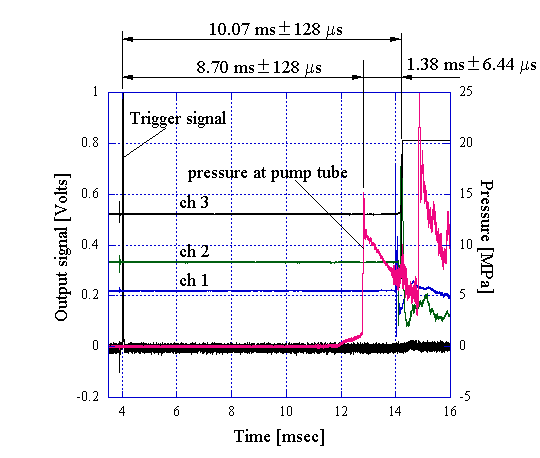 10.07 ms±128 μs
8.70 ms±128 μs
1.38 ms±6.44 μs
Trigger signal
pressure at pump tube
ch 3
ch 2
ch 1
Output signal [Volts]
1
0.8
0.6
0.4
0.2
0
-0.2
Pressure [MPa]
25
20
15
10
5
0
-5
4
6
8
10
12
14
16
Time [msec]